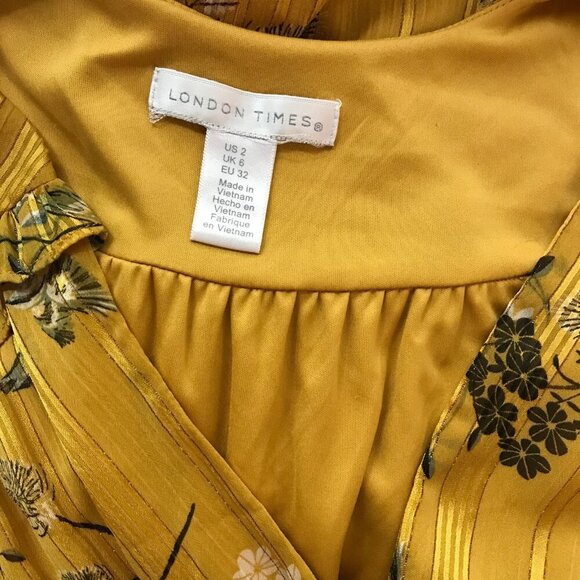 LONDON TIMES®
US 2
UK 6
EU 32
Made in
Vietnam
Hecho en
Vietnam
Fabrique
en Vietnam